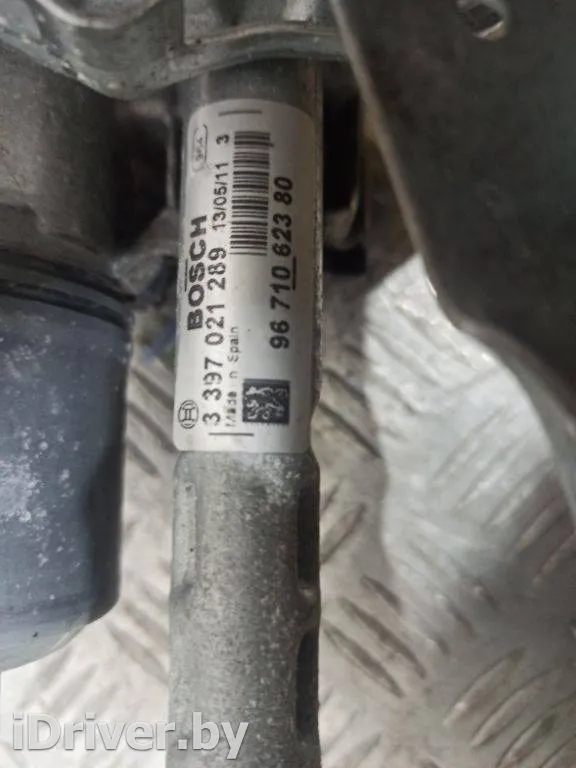 BOSCH
3 397 021 289 13/05/11 3
Made in Spain
96 710 623 80
iDriver.by